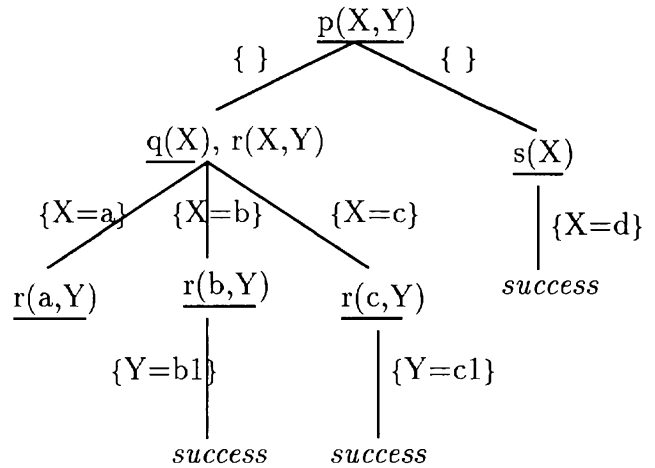 p(X,Y)
{ } { }
q(X), r(X,Y) s(X)
{X=a} {X=b} {X=c} {X=d}
r(a,Y) r(b,Y) r(c,Y) success
{Y=b1} {Y=c1}
success success